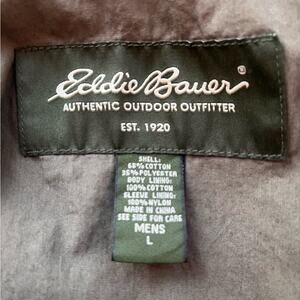 Eddie Bauer®
AUTHENTIC OUTDOOR OUTFITTER
EST. 1920
SHELL:
65%COTTON
35%POLYESTER
BODY LINING:
100%COTTON
SLEEVE LINING:
100%NYLON
MADE IN CHINA
SEE SIDE FOR CARE
MENS
L